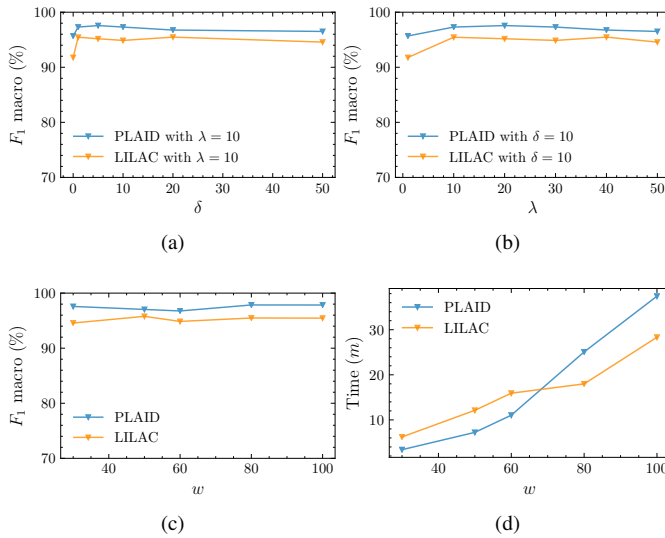 100
90
80
70
F₁ macro (%)
PLAID with λ = 10
LILAC with λ = 10
0 10 20 30 40 50
δ
(a)
100
90
80
70
F₁ macro (%)
PLAID with δ = 10
LILAC with δ = 10
0 10 20 30 40 50
λ
(b)
100
90
80
70
F₁ macro (%)
PLAID
LILAC
40 60 80 100
w
(c)
30
20
10
Time (m)
PLAID
LILAC
40 60 80 100
w
(d)